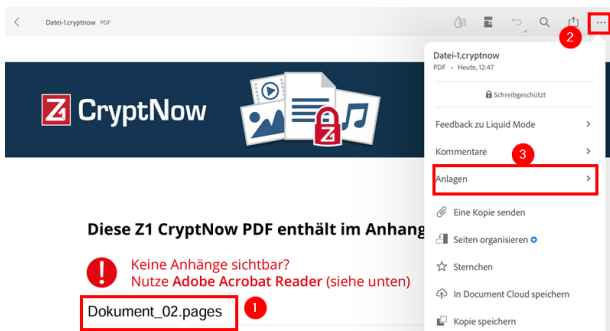 Datei-1.cryptnow PDF
2
Datei-1.cryptnow
PDF • Heute, 12:47
Schreibgeschützt
Feedback zu Liquid Mode
Kommentare
3
Anlagen
Eine Kopie senden
Seiten organisieren
Sternchen
In Document Cloud speichern
Kopie speichern
Z CryptNow
Z
Diese Z1 CryptNow PDF enthält im Anhang
Keine Anhänge sichtbar?
Nutze Adobe Acrobat Reader (siehe unten)
Dokument_02.pages
1